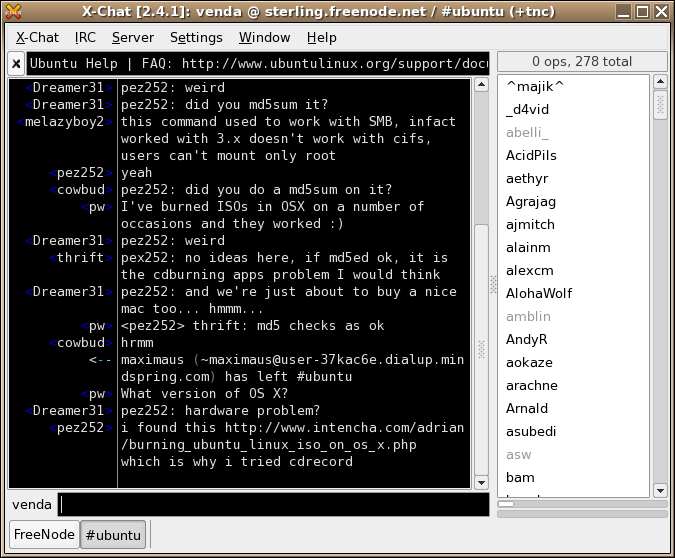 X-Chat [2.4.1]: venda @ sterling.freenode.net / #ubuntu (+tnc)
X-Chat IRC Server Settings Window Help
x Ubuntu Help | FAQ: http://www.ubuntulinux.org/support/docu
0 ops, 278 total
<Dreamer31> pez252: weird
<Dreamer31> pez252: did you md5sum it?
<melazyboy2> this command used to work with SMB, infact
worked with 3.x doesn't work with cifs,
users can't mount only root
<pez252> yeah
<cowbud> pez252: did you do a md5sum on it?
<pw> I've burned ISOs in OSX on a number of
occasions and they worked :)
<Dreamer31> pez252: weird
<thrift> pex252: no ideas here, if md5ed ok, it is
the cdburning apps problem I would think
<Dreamer31> pez252: and we're just about to buy a nice
mac too... hmmm...
<pw> <pez252> thrift: md5 checks as ok
<cowbud> hrmm
<-- maximaus (~maximaus@user-37kac6e.dialup.min
dspring.com) has left #ubuntu
<pw> What version of OS X?
<Dreamer31> pez252: hardware problem?
<pez252> i found this http://www.intencha.com/adrian
/burning_ubuntu_linux_iso_on_os_x.php
which is why i tried cdrecord
^majik^
_d4vid
abelli_
AcidPils
aethyr
Agrajag
ajmitch
alainm
alexcm
AlohaWolf
amblin
AndyR
aokaze
arachne
Arnald
asubedi
asw
bam
venda
FreeNode #ubuntu